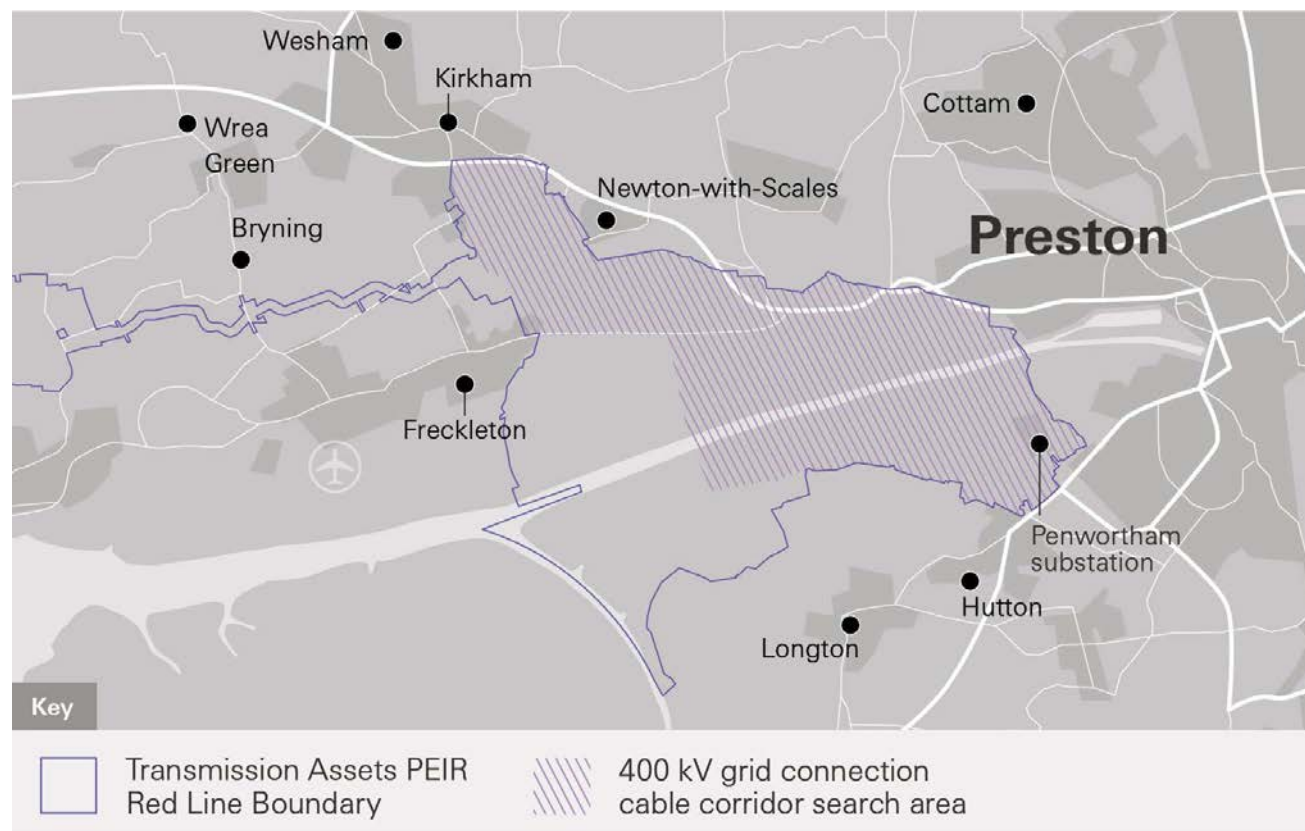 Wesham
Kirkham
Cottam
Wrea
Green
Newton-with-Scales
Bryning
Preston
Freckleton
Penwortham
substation
Hutton
Longton
Key
Transmission Assets PEIR
Red Line Boundary
400 kV grid connection
cable corridor search area